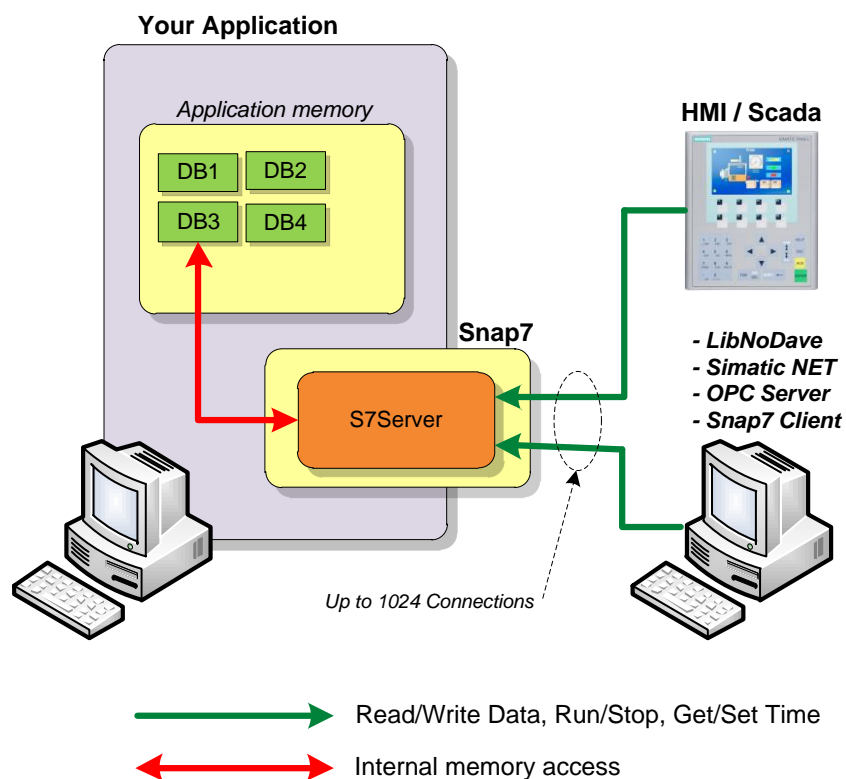 Your Application
Application memory
DB1
DB2
DB3
DB4
HMI / Scada
Snap7
S7Server
- LibNoDave
- Simatic NET
- OPC Server
- Snap7 Client
Up to 1024 Connections
Read/Write Data, Run/Stop, Get/Set Time
Internal memory access